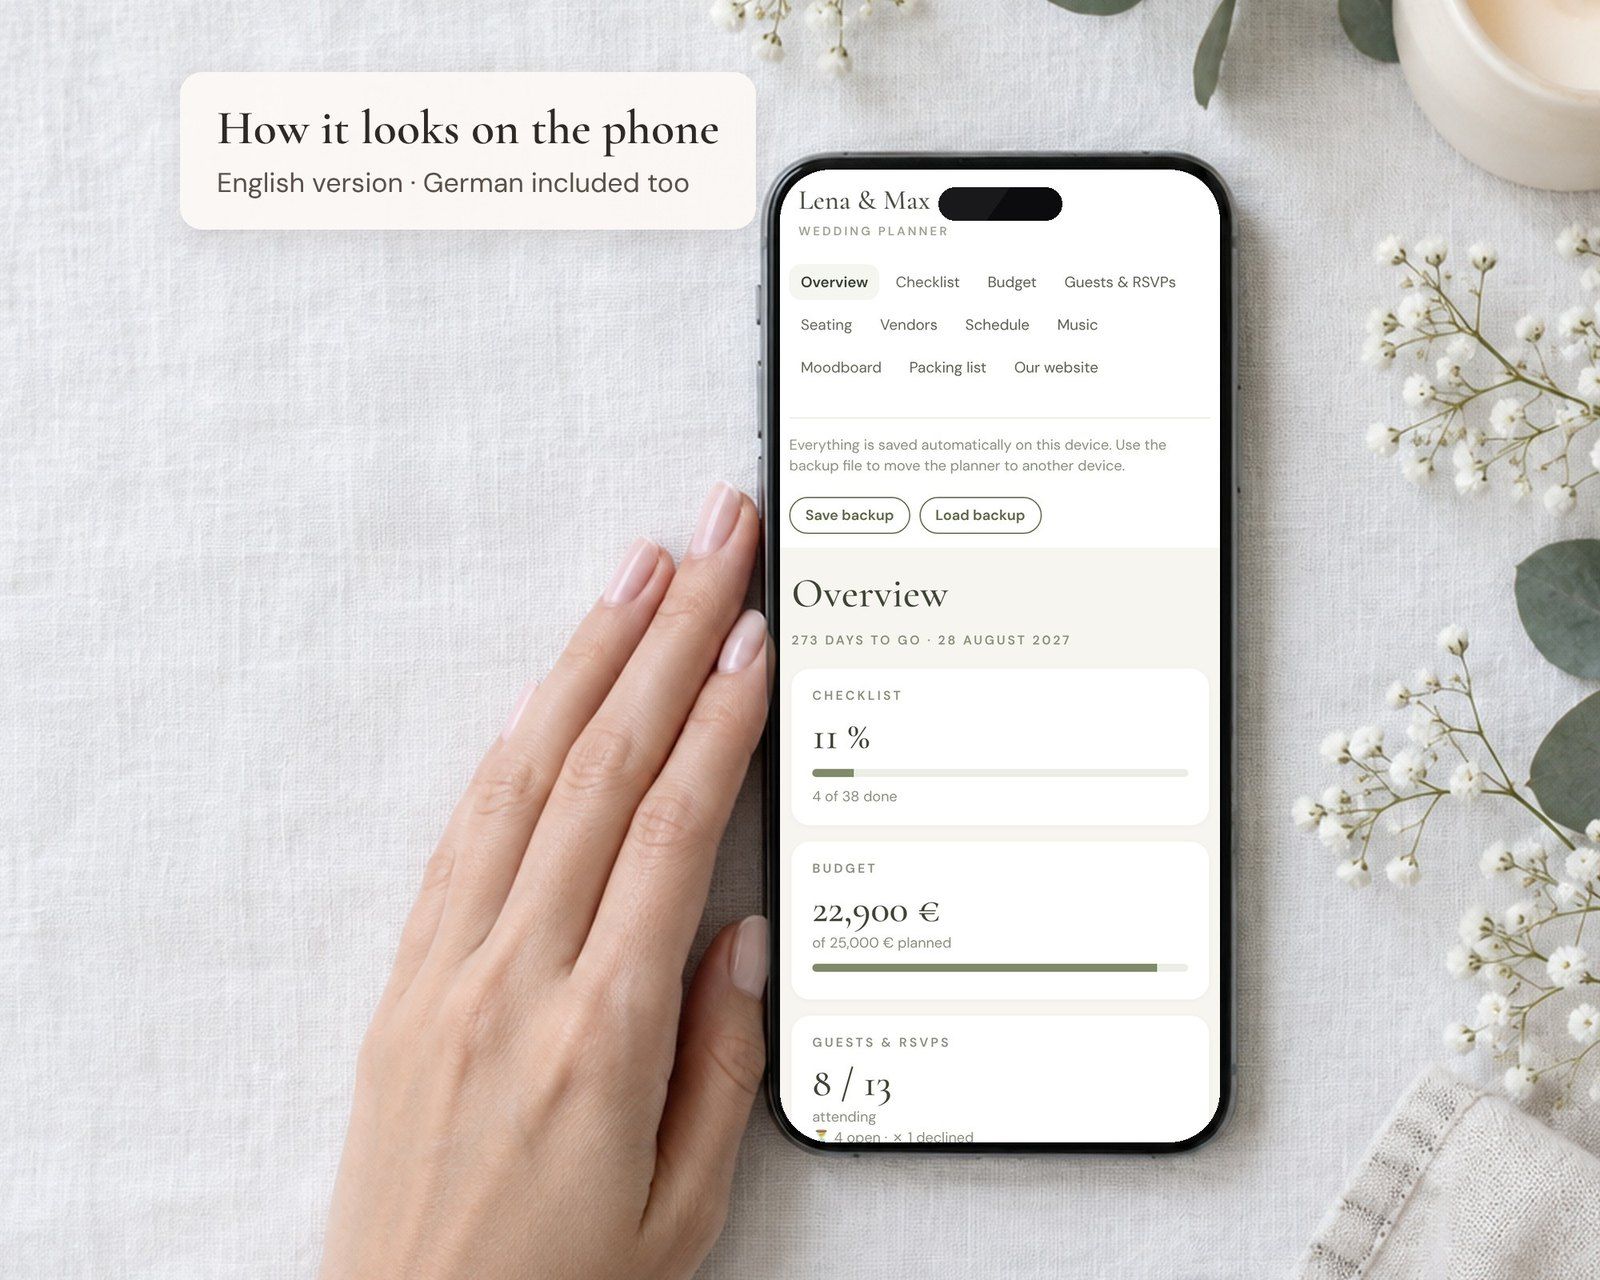 How it looks on the phone
English version · German included too
Lena & Max
WEDDING PLANNER
Overview Checklist Budget Guests & RSVPs
Seating Vendors Schedule Music
Moodboard Packing list Our website
Everything is saved automatically on this device. Use the
backup file to move the planner to another device.
Save backup Load backup
Overview
273 DAYS TO GO · 28 AUGUST 2027
CHECKLIST
11 %
4 of 38 done
BUDGET
22,900 €
of 25,000 € planned
GUESTS & RSVPS
8 / 13
attending
⏳ 4 open · × 1 declined